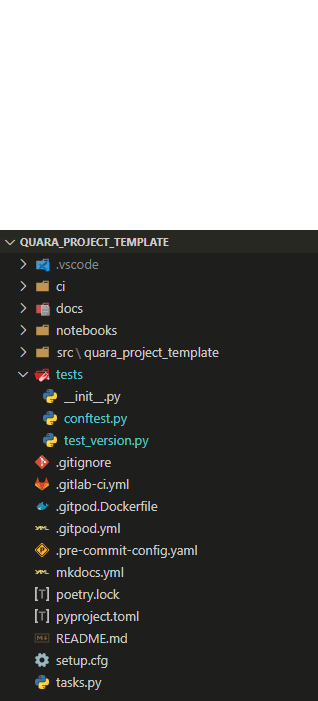 QUARA_PROJECT_TEMPLATE
.vscode
ci
docs
notebooks
src\quara_project_template
tests
__init__.py
conftest.py
test_version.py
.gitignore
.gitlab-ci.yml
.gitpod.Dockerfile
.gitpod.yml
.pre-commit-config.yaml
mkdocs.yml
poetry.lock
pyproject.toml
README.md
setup.cfg
tasks.py